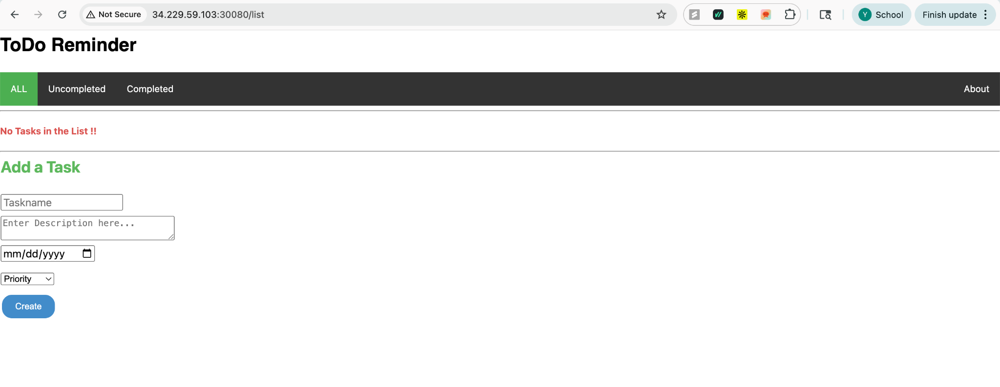 Not Secure 34.229.59.103:30080/list Y School Finish update
ToDo Reminder
ALL Uncompleted Completed About
No Tasks in the List !!
Add a Task
Taskname
Enter Description here...
mm/dd/yyyy
Priority
Create